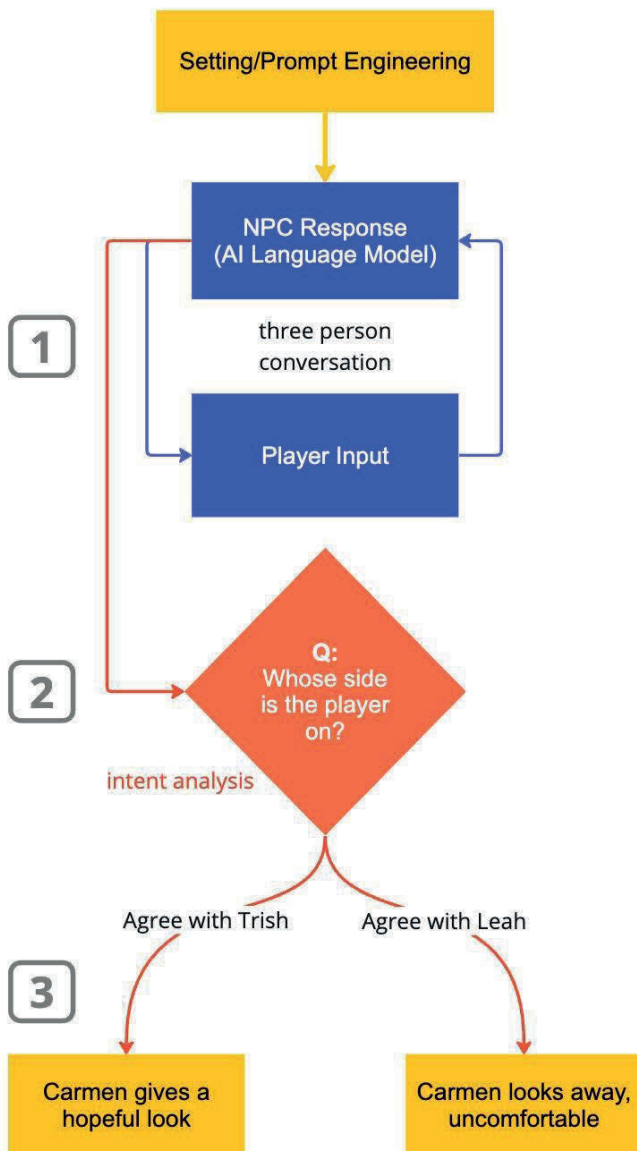 Setting/Prompt Engineering
NPC Response
(AI Language Model)
1
three person
conversation
Player Input
Q:
Whose side
is the player
on?
2
intent analysis
Agree with Trish
Agree with Leah
3
Carmen gives a
hopeful look
Carmen looks away,
uncomfortable